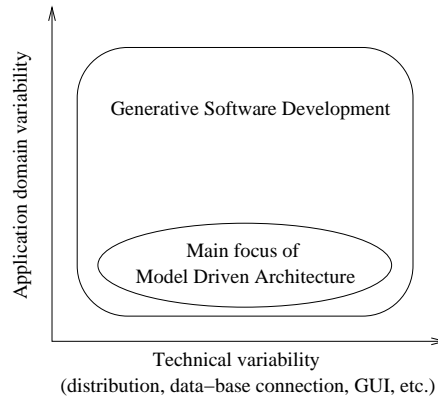 Application domain variability
Generative Software Development
Main focus of
Model Driven Architecture
Technical variability
(distribution, data−base connection, GUI, etc.)